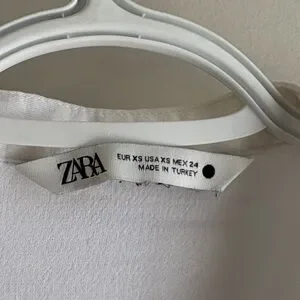 ZARA
EUR XS USA XS MEX 24
MADE IN TURKEY